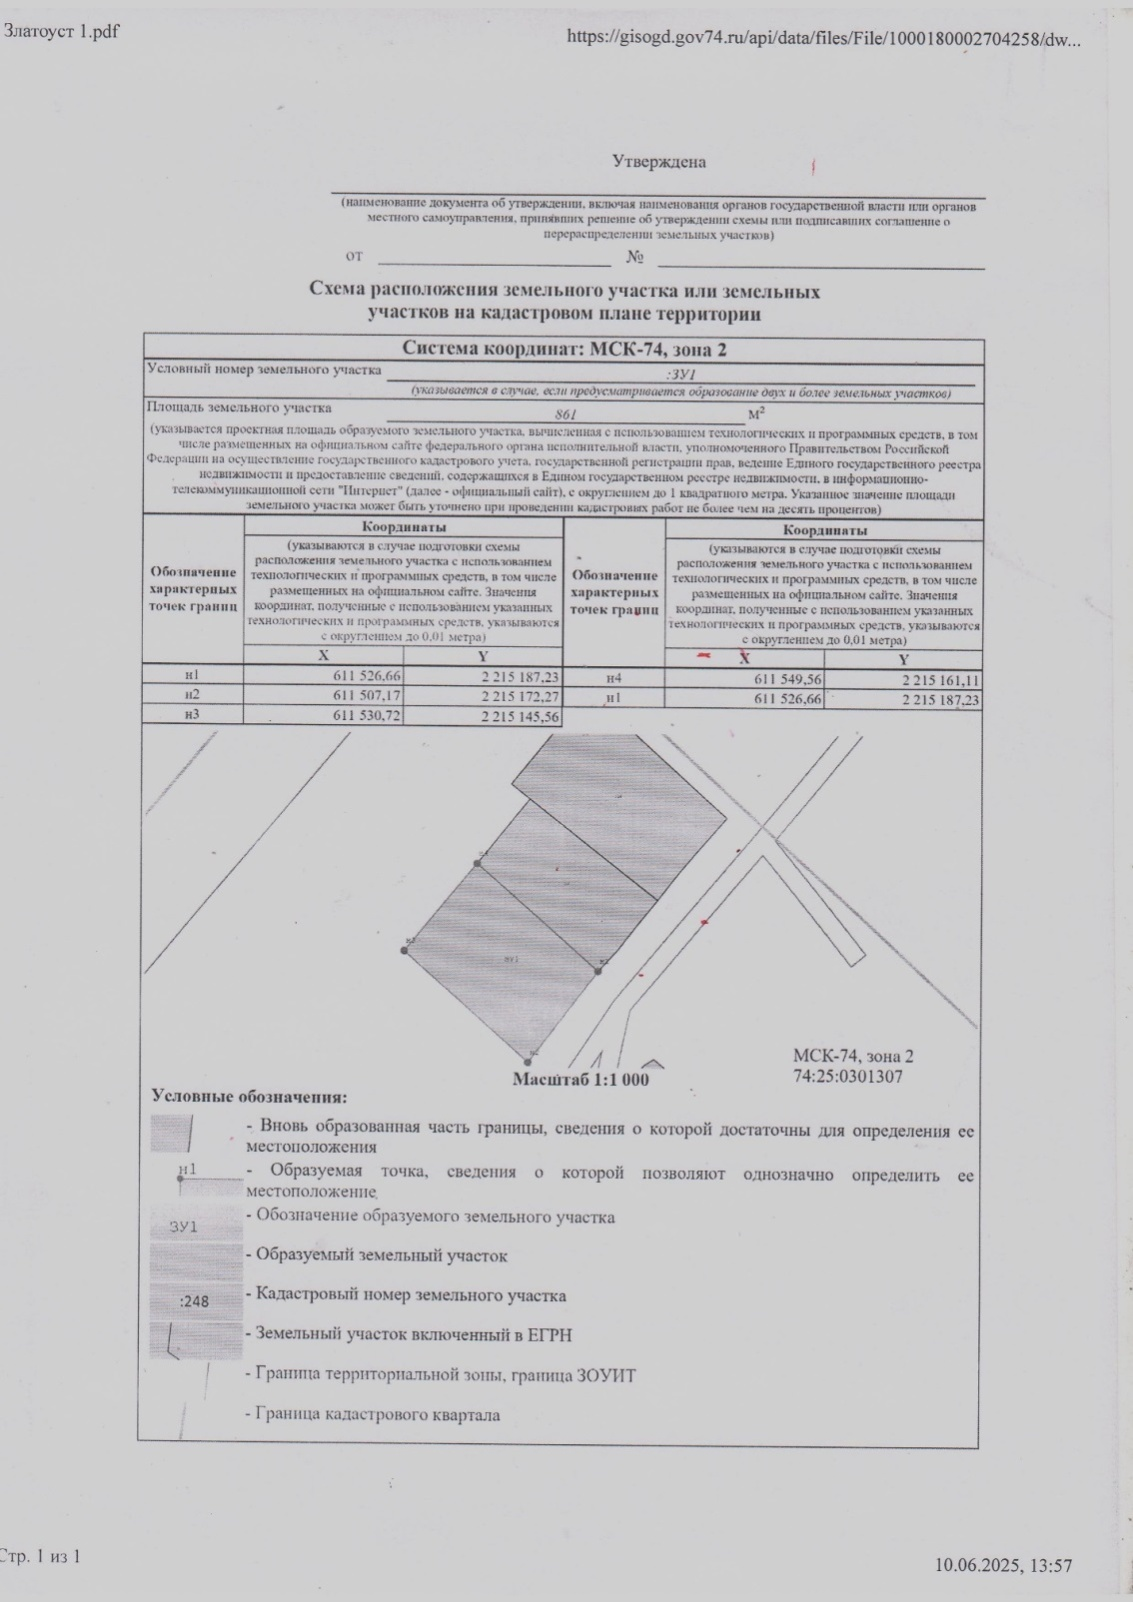 Златоуст 1.pdf
https://gisogd.gov74.ru/api/data/files/File/1000180002704258/dw...
Утверждена
(наименование документа об утверждении, включая наименования органов государственной власти или органов
местного самоуправления, принявших решение об утверждении схемы или подписавших соглашение о
перераспределении земельных участков)
от № 
Схема расположения земельного участка или земельных
участков на кадастровом плане территории
Система координат: МСК-74, зона 2
Условный номер земельного участка :ЗУ1
(указывается в случае, если предусматривается образование двух и более земельных участков)
Площадь земельного участка 861 м²
(указывается проектная площадь образуемого земельного участка, вычисленная с использованием технологических и программных средств, в том
числе размещенных на официальном сайте федерального органа исполнительной власти, уполномоченного Правительством Российской
Федерации на осуществление государственного кадастрового учета, государственной регистрации прав, ведение Единого государственного реестра
недвижимости и предоставление сведений, содержащихся в Едином государственном реестре недвижимости, в информационно-
телекоммуникационной сети "Интернет" (далее - официальный сайт), с округлением до 1 квадратного метра. Указанное значение площади
земельного участка может быть уточнено при проведении кадастровых работ не более чем на десять процентов)
Обозначение
характерных
точек границ
Координаты
(указываются в случае подготовки схемы
расположения земельного участка с использованием
технологических и программных средств, в том числе
размещенных на официальном сайте. Значения
координат, полученные с использованием указанных
технологических и программных средств, указываются
с округлением до 0,01 метра)
X Y
Обозначение
характерных
точек границ
Координаты
(указываются в случае подготовки схемы
расположения земельного участка с использованием
технологических и программных средств, в том числе
размещенных на официальном сайте. Значения
координат, полученные с использованием указанных
технологических и программных средств, указываются
с округлением до 0,01 метра)
X Y
н1 611 526,66 2 215 187,23 н4 611 549,56 2 215 161,11
н2 611 507,17 2 215 172,27 н1 611 526,66 2 215 187,23
н3 611 530,72 2 215 145,56
МСК-74, зона 2
Масштаб 1:1 000
74:25:0301307
Условные обозначения:
- Вновь образованная часть границы, сведения о которой достаточны для определения ее
местоположения
н1
- Образуемая точка, сведения о которой позволяют однозначно определить ее
местоположение
ЗУ1
- Обозначение образуемого земельного участка
- Образуемый земельный участок
:248
- Кадастровый номер земельного участка
- Земельный участок включенный в ЕГРН
- Граница территориальной зоны, граница ЗОУИТ
- Граница кадастрового квартала
Стр. 1 из 1
10.06.2025, 13:57